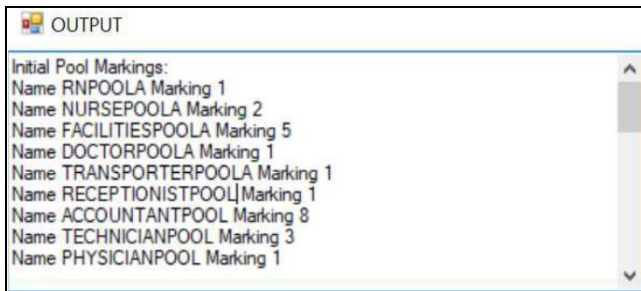 OUTPUT
Initial Pool Markings:
Name RNPOOLA Marking 1
Name NURSEPOOLA Marking 2
Name FACILITIESPOOLA Marking 5
Name DOCTORPOOLA Marking 1
Name TRANSPORTERPOOLA Marking 1
Name RECEPTIONISTPOOL Marking 1
Name ACCOUNTANTPOOL Marking 8
Name TECHNICIANPOOL Marking 3
Name PHYSICIANPOOL Marking 1